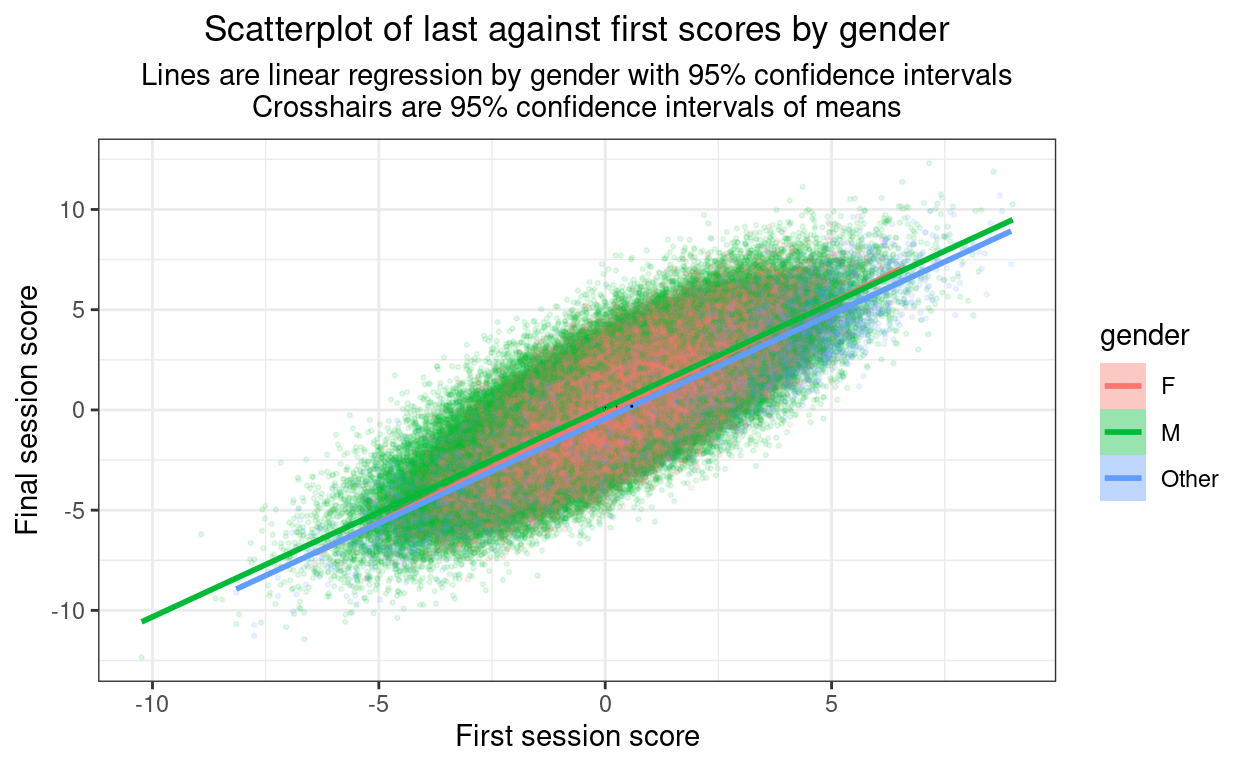 Scatterplot of last against first scores by gender
Lines are linear regression by gender with 95% confidence intervals
Crosshairs are 95% confidence intervals of means
10
5
0
-5
-10
Final session score
-10
-5
0
5
First session score
gender
F
M
Other